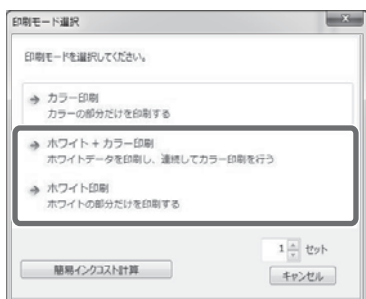 印刷モード選択
印刷モードを選択してください。
カラー印刷
カラーの部分だけを印刷する
ホワイト + カラー印刷
ホワイトデータを印刷し、連続してカラー印刷を行う
ホワイト印刷
ホワイトの部分だけを印刷する
1 セット
簡易インクコスト計算
キャンセル